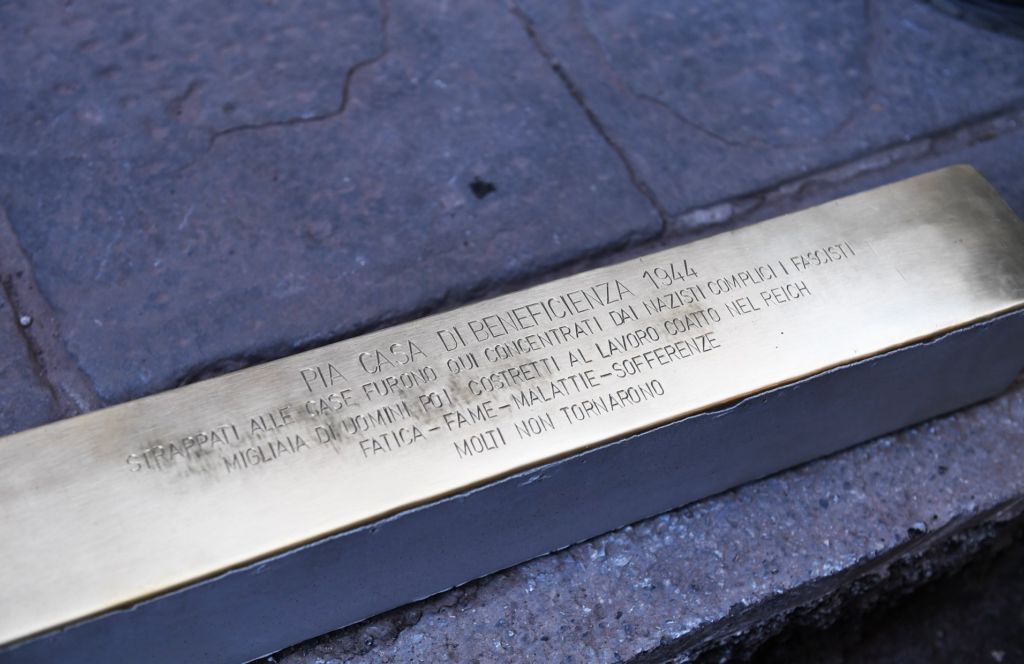 PIA CASA DI BENEFICIENZA 1944
STRAPPATI ALLE CASE FURONO QUI CONCENTRATI DAI NAZISTI COMPLICI I FASCISTI
MIGLIAIA DI UOMINI POI COSTRETTI AL LAVORO COATTO NEL REICH
FATICA-FAME-MALATTIE-SOFFERENZE
MOLTI NON TORNARONO